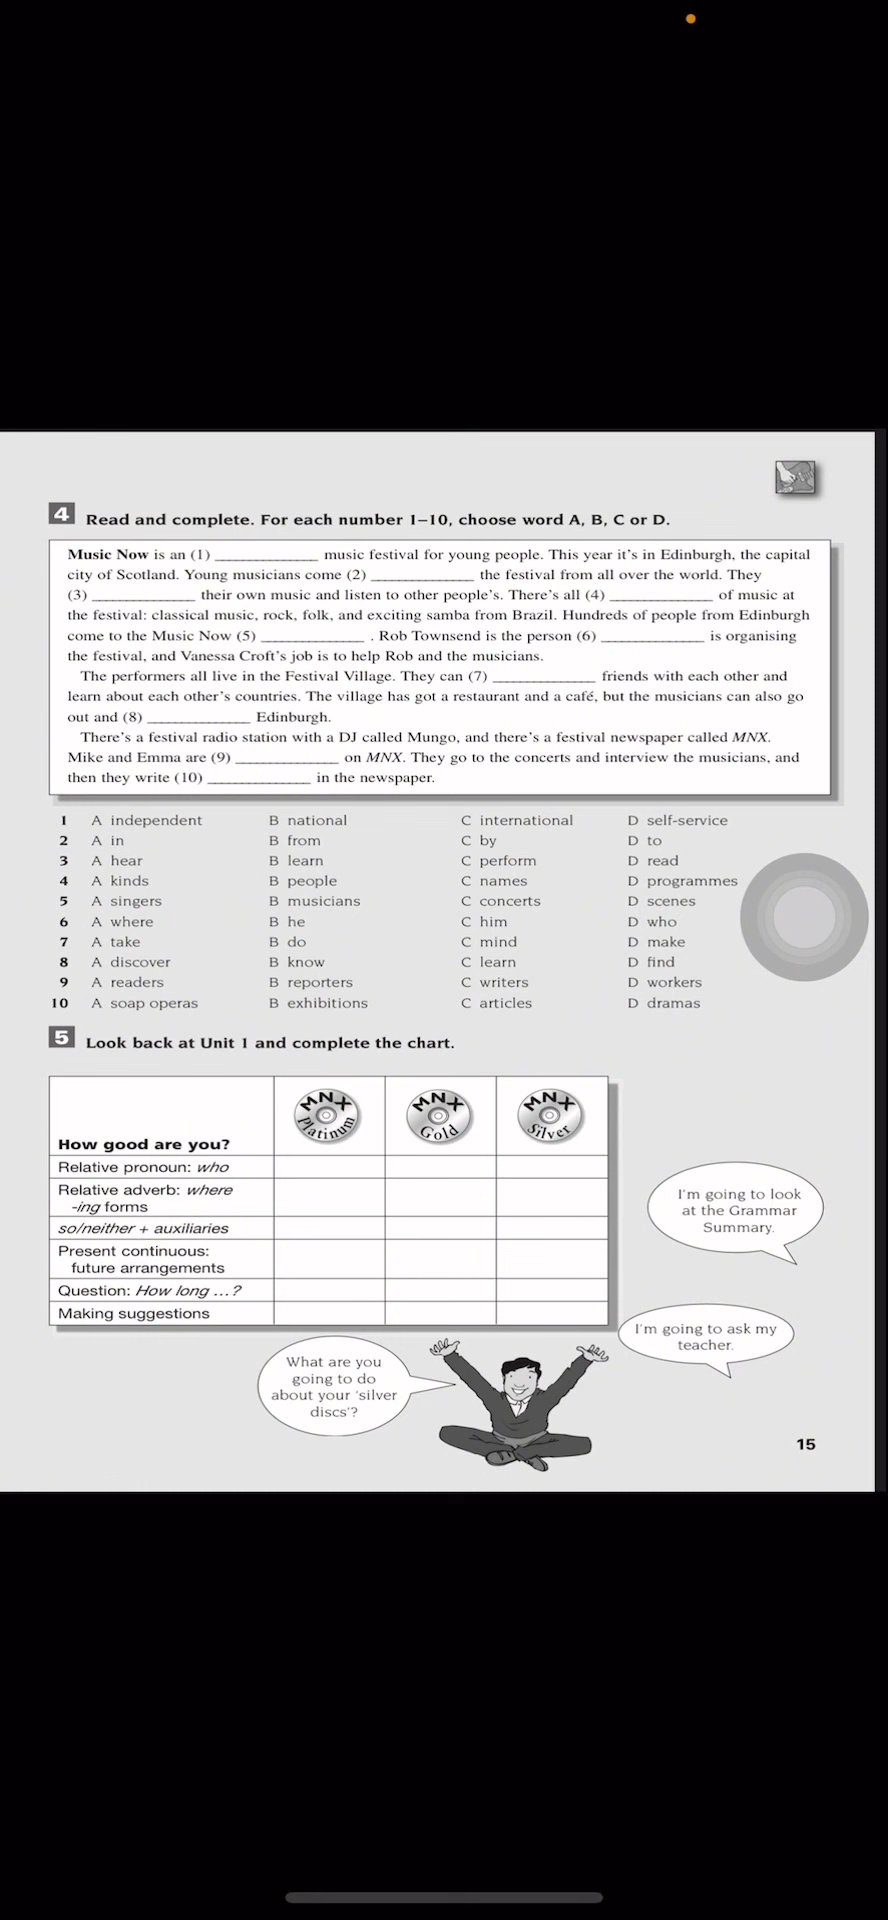 4 Read and complete. For each number 1–10, choose word A, B, C or D.
Music Now is an (1) ____________ music festival for young people. This year it's in Edinburgh, the capital
city of Scotland. Young musicians come (2) ____________ the festival from all over the world. They
(3) ____________ their own music and listen to other people's. There's all (4) ____________ of music at
the festival: classical music, rock, folk, and exciting samba from Brazil. Hundreds of people from Edinburgh
come to the Music Now (5) ____________ . Rob Townsend is the person (6) ____________ is organising
the festival, and Vanessa Croft's job is to help Rob and the musicians.
The performers all live in the Festival Village. They can (7) ____________ friends with each other and
learn about each other's countries. The village has got a restaurant and a café, but the musicians can also go
out and (8) ____________ Edinburgh.
There's a festival radio station with a DJ called Mungo, and there's a festival newspaper called MNX.
Mike and Emma are (9) ____________ on MNX. They go to the concerts and interview the musicians, and
then they write (10) ____________ in the newspaper.
1 A independent B national C international D self-service
2 A in B from C by D to
3 A hear B learn C perform D read
4 A kinds B people C names D programmes
5 A singers B musicians C concerts D scenes
6 A where B he C him D who
7 A take B do C mind D make
8 A discover B know C learn D find
9 A readers B reporters C writers D workers
10 A soap operas B exhibitions C articles D dramas
5 Look back at Unit 1 and complete the chart.
MNX Platinum
MNX Gold
MNX Silver
How good are you?
Relative pronoun: who
Relative adverb: where
-ing forms
so/neither + auxiliaries
Present continuous:
future arrangements
Question: How long ...?
Making suggestions
I'm going to look
at the Grammar
Summary.
I'm going to ask my
teacher.
What are you
going to do
about your 'silver
discs'?
15